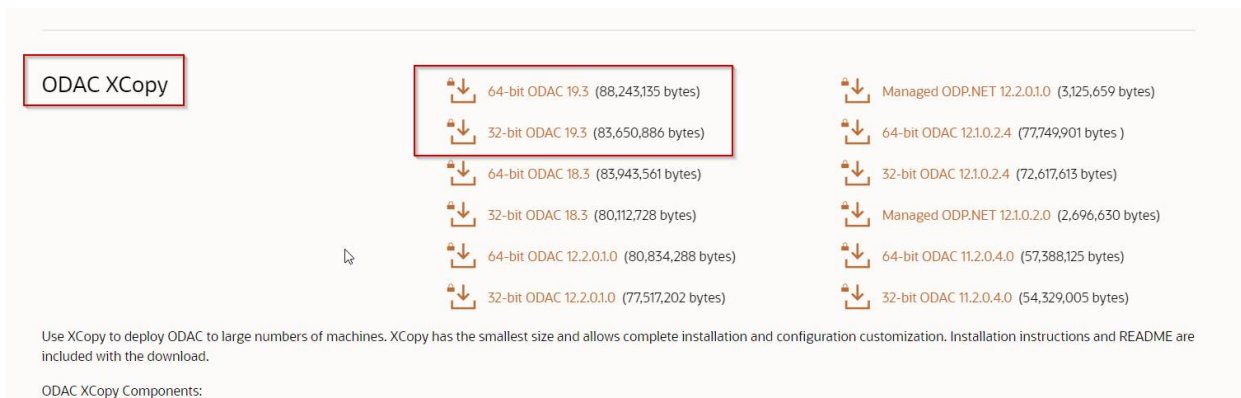 ODAC XCopy
64-bit ODAC 19.3 (88,243,135 bytes)
32-bit ODAC 19.3 (83,650,886 bytes)
64-bit ODAC 18.3 (83,943,561 bytes)
32-bit ODAC 18.3 (80,112,728 bytes)
64-bit ODAC 12.2.0.1.0 (80,834,288 bytes)
32-bit ODAC 12.2.0.1.0 (77,517,202 bytes)
Managed ODP.NET 12.2.0.1.0 (3,125,659 bytes)
64-bit ODAC 12.1.0.2.4 (77,749,901 bytes )
32-bit ODAC 12.1.0.2.4 (72,617,613 bytes)
Managed ODP.NET 12.1.0.2.0 (2,696,630 bytes)
64-bit ODAC 11.2.0.4.0 (57,388,125 bytes)
32-bit ODAC 11.2.0.4.0 (54,329,005 bytes)
Use XCopy to deploy ODAC to large numbers of machines. XCopy has the smallest size and allows complete installation and configuration customization. Installation instructions and README are
included with the download.
ODAC XCopy Components: